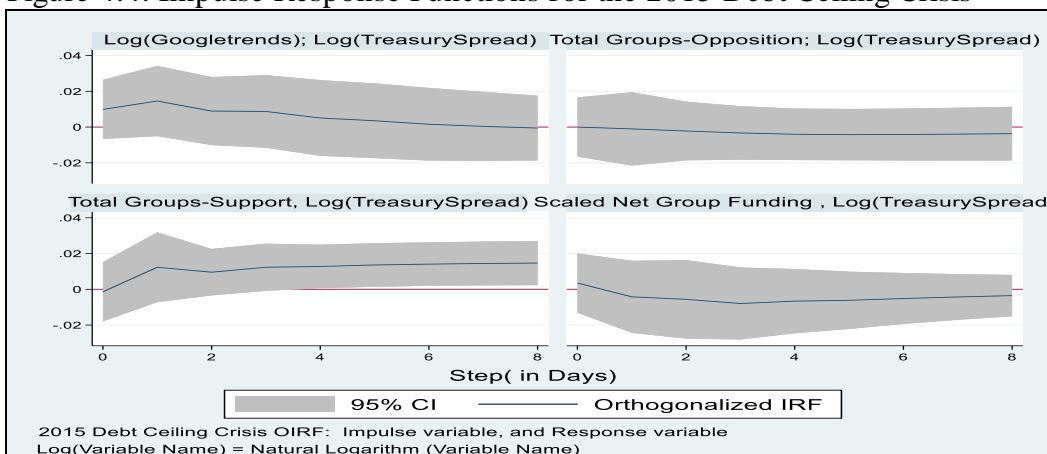 Figure 4.4: Impulse Response Functions for the 2015 Debt Ceiling Crisis
Log(Googletrends); Log(TreasurySpread)
Total Groups-Opposition; Log(TreasurySpread)
.04
.02
0
-.02
Total Groups-Support, Log(TreasurySpread)
Scaled Net Group Funding , Log(TreasurySpread
.04
.02
0
-.02
0 2 4 6 8
0 2 4 6 8
Step( in Days)
95% CI
Orthogonalized IRF
2015 Debt Ceiling Crisis OIRF: Impulse variable, and Response variable
Log(Variable Name) = Natural Logarithm (Variable Name)